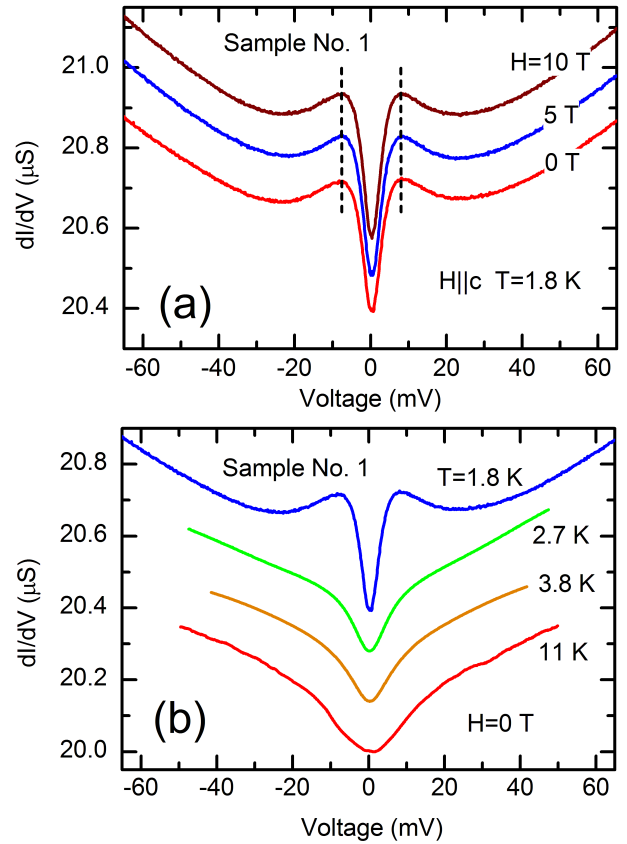 Sample No. 1
H=10 T
5 T
0 T
21.0
20.8
20.6
20.4
dI/dV (μS)
(a)
H||c T=1.8 K
-60 -40 -20 0 20 40 60
Voltage (mV)
Sample No. 1
T=1.8 K
2.7 K
3.8 K
11 K
20.8
20.6
20.4
20.2
20.0
dI/dV (μS)
(b)
H=0 T
-60 -40 -20 0 20 40 60
Voltage (mV)